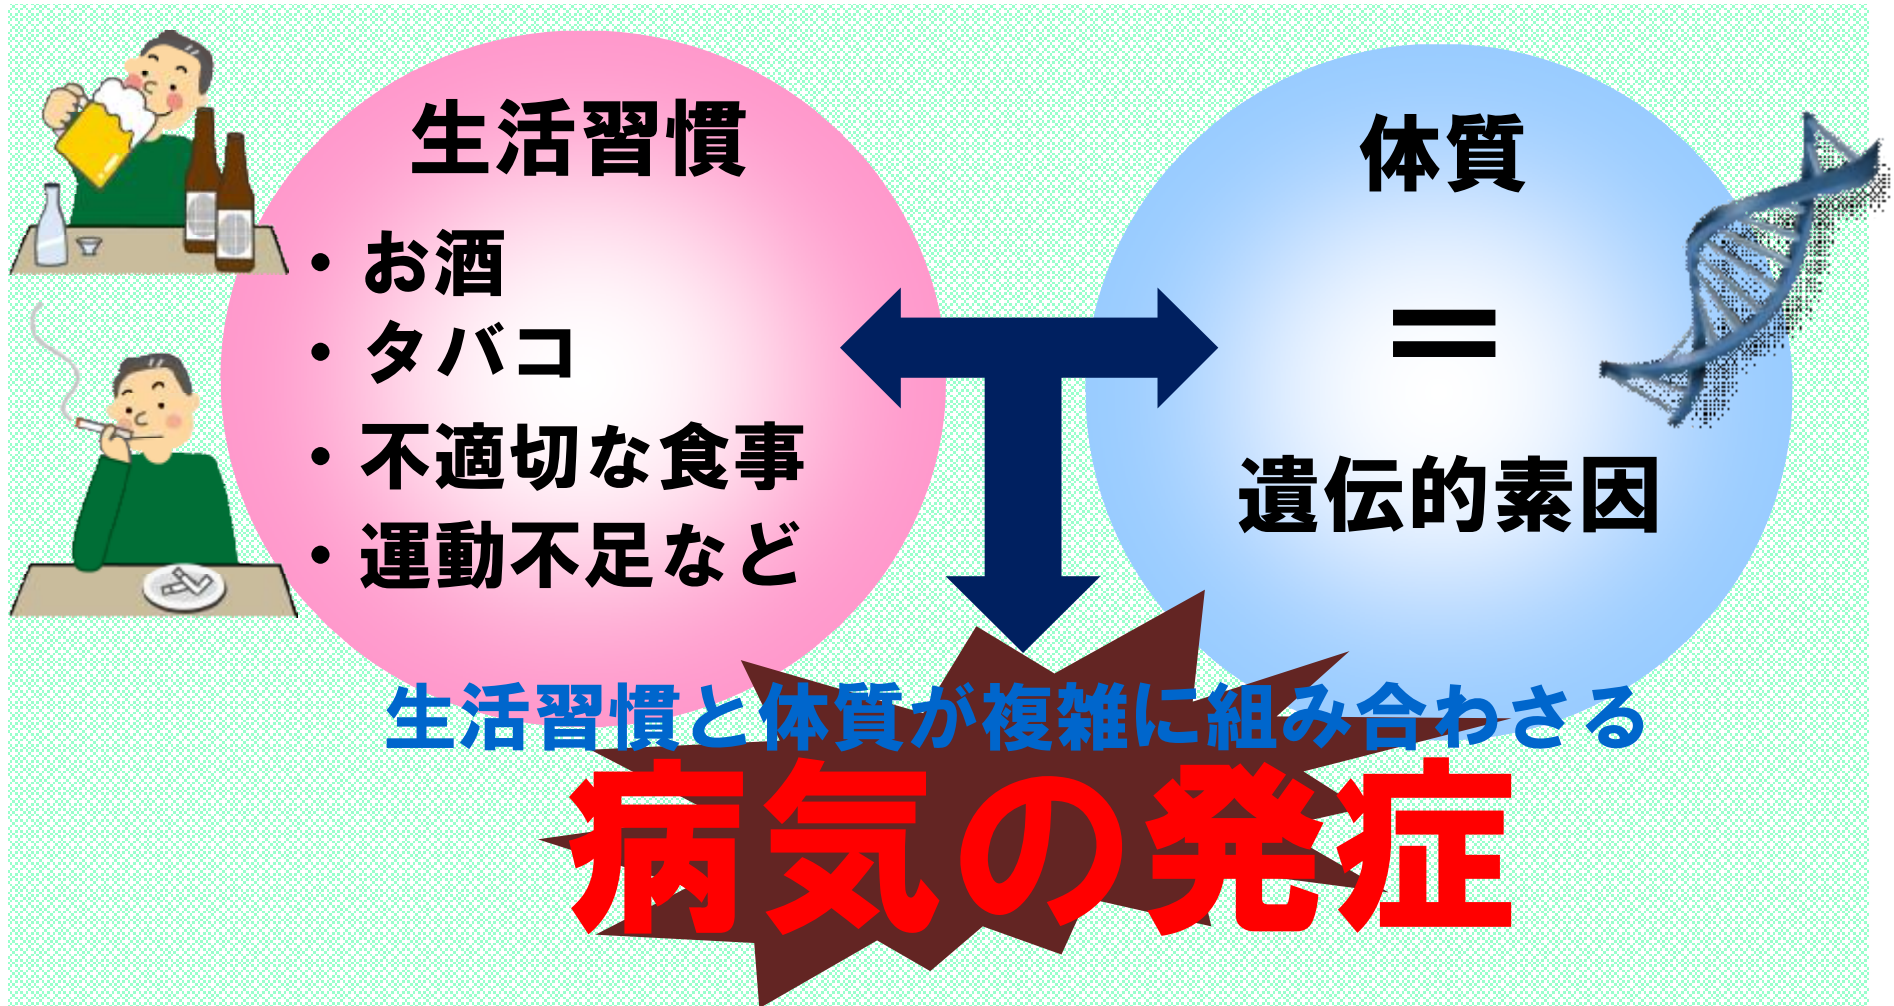 生活習慣
・お酒
・タバコ
・不適切な食事
・運動不足など
体質
＝
遺伝的素因
生活習慣と体質が複雑に組み合わさる
病気の発症